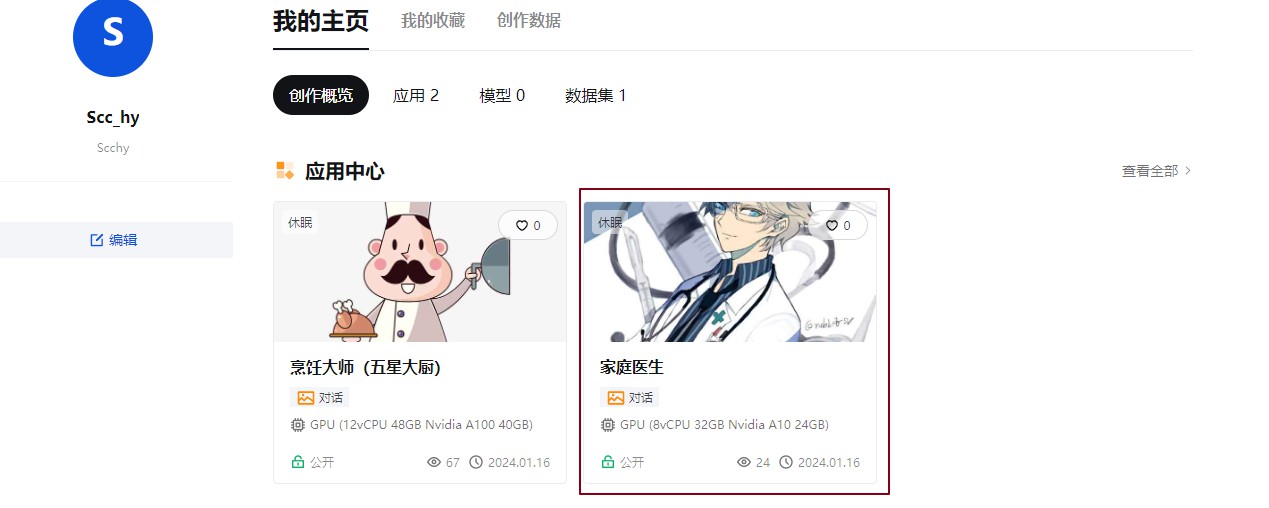 S
Scc_hy
Scchy
编辑
我的主页 我的收藏 创作数据
创作概览 应用 2 模型 0 数据集 1
应用中心 查看全部
休眠 0
烹饪大师（五星大厨）
对话
GPU (12vCPU 48GB Nvidia A100 40GB)
公开 67 2024.01.16
休眠 0
家庭医生
对话
GPU (8vCPU 32GB Nvidia A10 24GB)
公开 24 2024.01.16